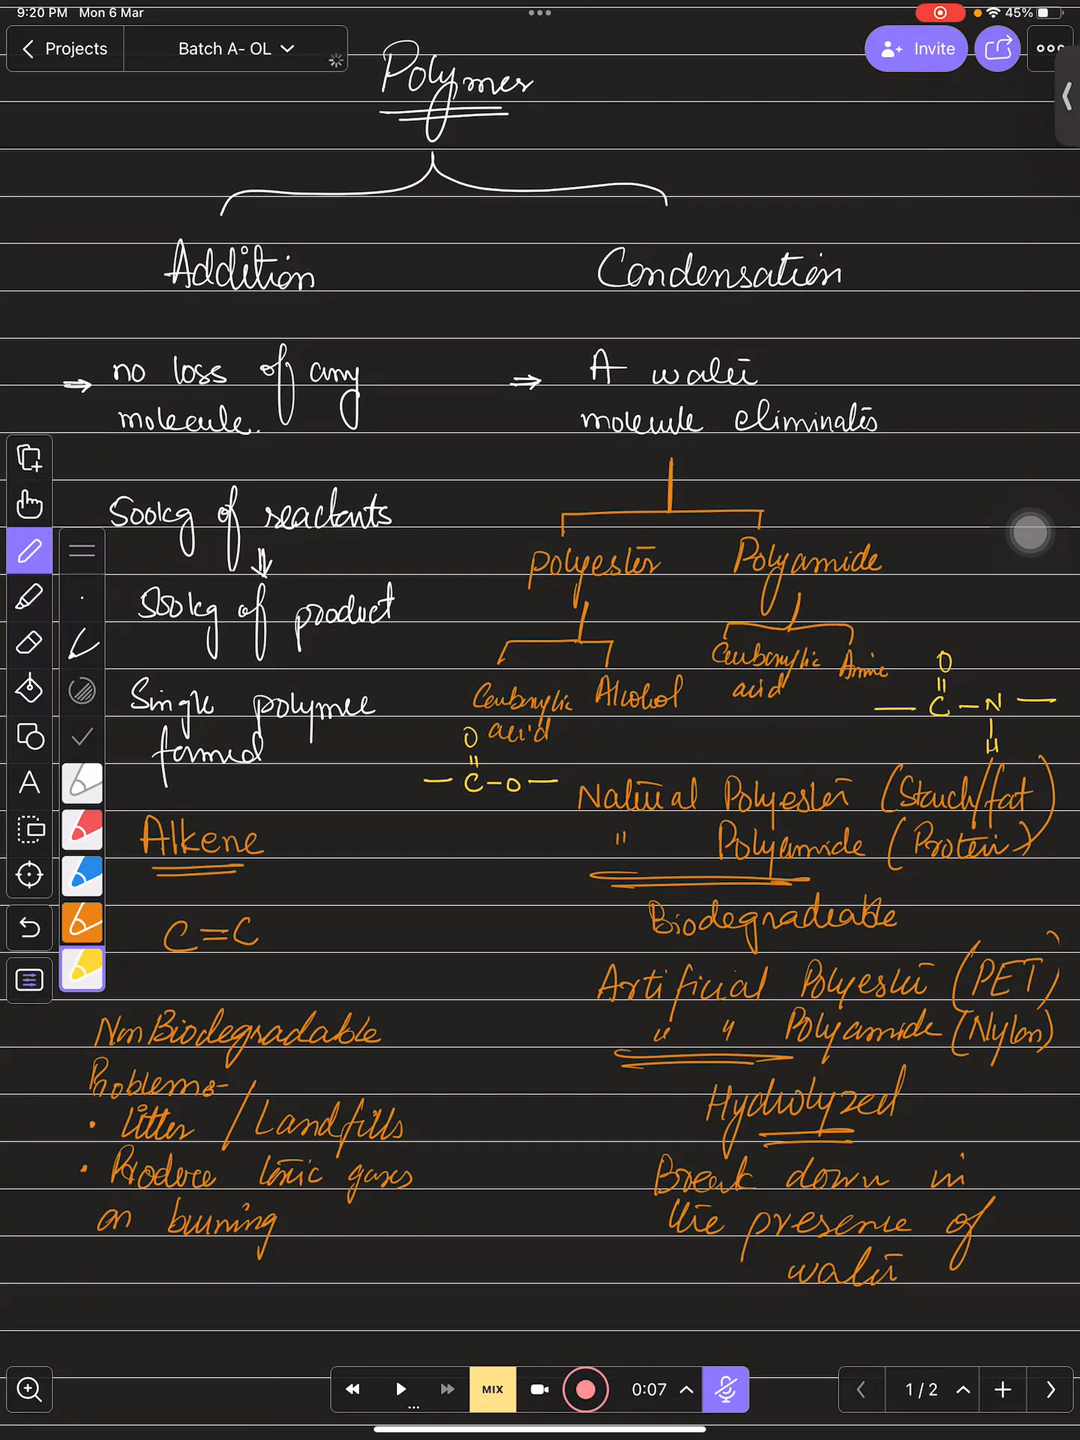 9:20 PM Mon 6 Mar
45%
Projects
Batch A- OL
Invite
Polymer
Addition
Condensation
⇒ no loss of any
molecule.
⇒ A water
molecule eliminates
500kg of reactants
↓
500kg of product
Single polymer
formed
Alkene
C=C
Non Biodegradable
Problems-
• Litter / Landfills
• Produce toxic gases
on burning
Polyester
Polyamide
Carboxylic
acid
Alcohol
Carboxylic
acid
Amine
O
||
— C – O —
O
||
— C – N —
|
H
Natural Polyester (Starch/fat)
" Polyamide (Protein)
Biodegradeable
Artificial Polyester (PET)
" " Polyamide (Nylon)
Hydrolyzed
Break down in
the presence of
water
A
MIX
0:07
1 / 2